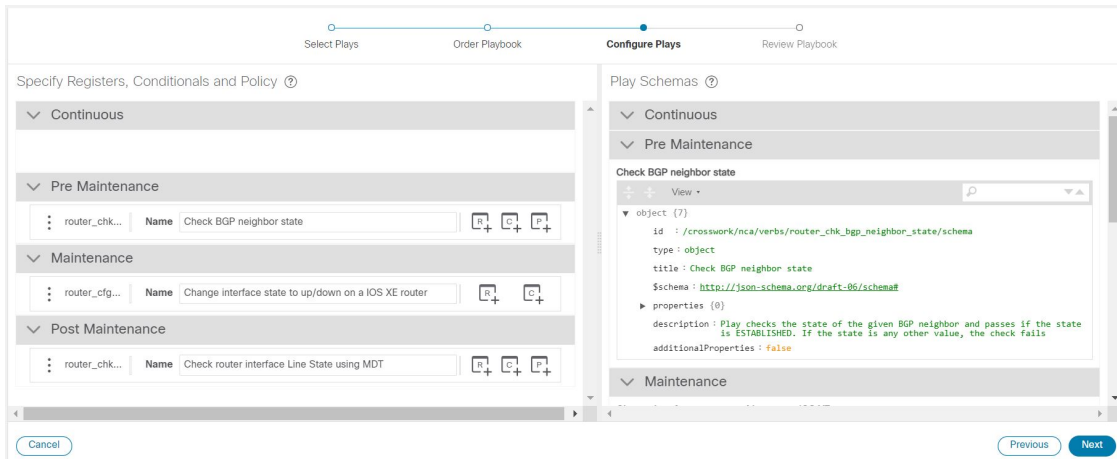 Select Plays
Order Playbook
Configure Plays
Review Playbook
Specify Registers, Conditionals and Policy ?
Continuous
Pre Maintenance
router_chk... Name Check BGP neighbor state R C P
Maintenance
router_cfg... Name Change interface state to up/down on a IOS XE router R C
Post Maintenance
router_chk... Name Check router interface Line State using MDT R C P
Play Schemas ?
Continuous
Pre Maintenance
Check BGP neighbor state
View
object {7}
id : /crosswork/nca/verbs/router_chk_bgp_neighbor_state/schema
type : object
title : Check BGP neighbor state
$schema : http://json-schema.org/draft-06/schema#
properties {0}
description : Play checks the state of the given BGP neighbor and passes if the state
is ESTABLISHED. If the state is any other value, the check fails
additionalProperties : false
Maintenance
Cancel
Previous
Next